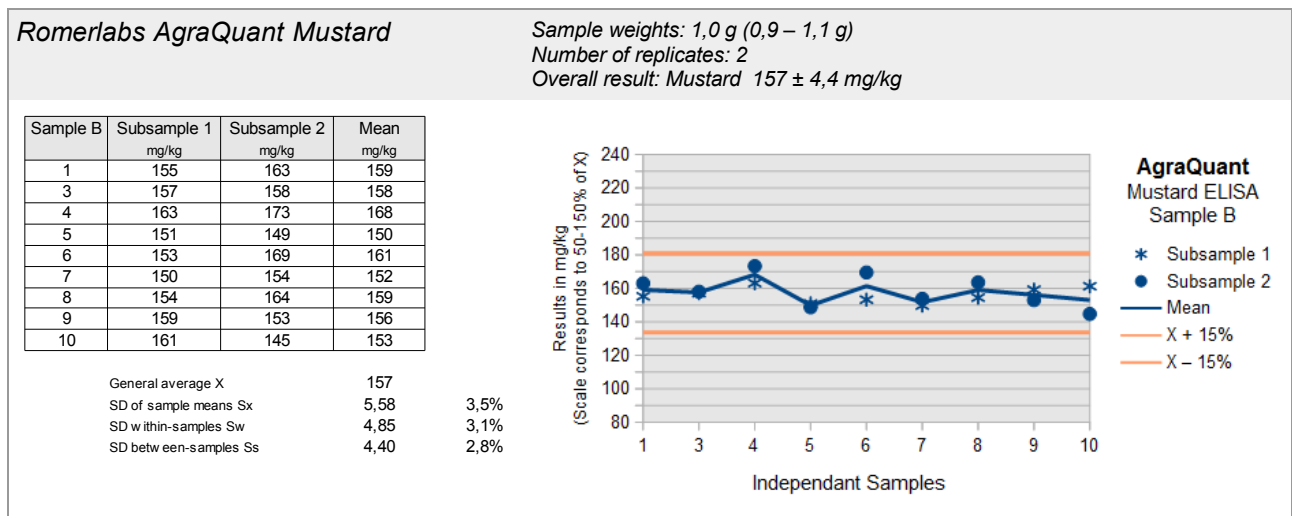 Romerlabs AgraQuant Mustard
Sample weights: 1,0 g (0,9 – 1,1 g)
Number of replicates: 2
Overall result: Mustard 157 ± 4,4 mg/kg
Sample B Subsample 1 Subsample 2 Mean
mg/kg mg/kg mg/kg
1 155 163 159
3 157 158 158
4 163 173 168
5 151 149 150
6 153 169 161
7 150 154 152
8 154 164 159
9 159 153 156
10 161 145 153
General average X 157
SD of sample means Sx 5,58 3,5%
SD within-samples Sw 4,85 3,1%
SD between-samples Ss 4,40 2,8%
Results in mg/kg
(Scale corresponds to 50-150% of X)
240
220
200
180
160
140
120
100
80
1 3 4 5 6 7 8 9 10
Independant Samples
AgraQuant
Mustard ELISA
Sample B
Subsample 1
Subsample 2
Mean
X + 15%
X – 15%